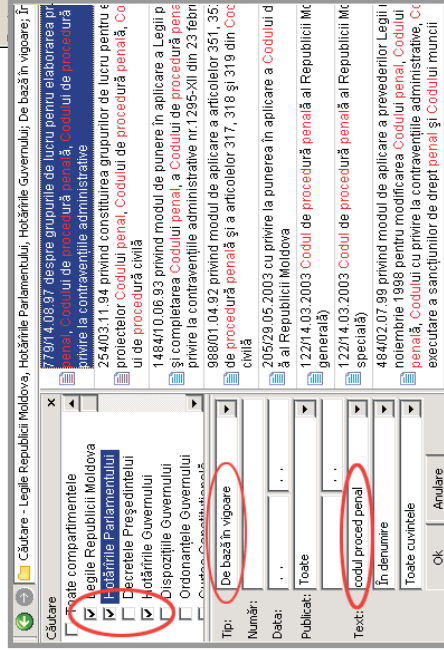 Căutare - Legile Republicii Moldova, Hotărîrile Parlamentului, Hotărîrile Guvernului; De bază în vigoare; În
Căutare
Toate compartimentele
Legile Republicii Moldova
Hotărîrile Parlamentului
Decretele Președintelui
Hotărîrile Guvernului
Dispozițiile Guvernului
Ordonanțele Guvernului
Curtea Constituțională
Tip:
De bază în vigoare
Număr:
Data:
. .
. .
Publicat:
Toate
. .
Text:
codul proced penal
În denumire
Toate cuvintele
Ok
Anulare
779/14.08.97 despre grupurile de lucru penru elaborarea pr
penal, Codului de procedură penală, Codului de procedură
privire la contravențiile administrative
254/03.11.94 privind constituirea grupurilor de lucru pentru e
proiectelor Codului penal, Codului de procedură penală, Co
ui de procedură civilă
1484/10.06.93 privind modul de punere în aplicare a Legii p
și completarea Codului penal, a Codului de procedură pena
privire la contravențiile administrative nr.1295-XII din 23 febru
988/01.04.92 privind modul de aplicare a articolelor 351, 35
de procedură penală și a articolelor 317, 318 și 319 din Coc
civilă
205/29.05.2003 cu privire la punerea în aplicare a Codului d
ă al Republicii Moldova
122/14.03.2003 Codul de procedură penală al Republicii Mo
generală)
122/14.03.2003 Codul de procedură penală al Republicii Mo
specială)
484/02.07.99 privind modul de aplicare a prevederilor Legii
noiembrie 1998 pentru modificarea Codului penal, Codului
penală, Codului cu privire la contravențiile administrative, Co
executare a sancțiunilor de drept penal și Codului muncii